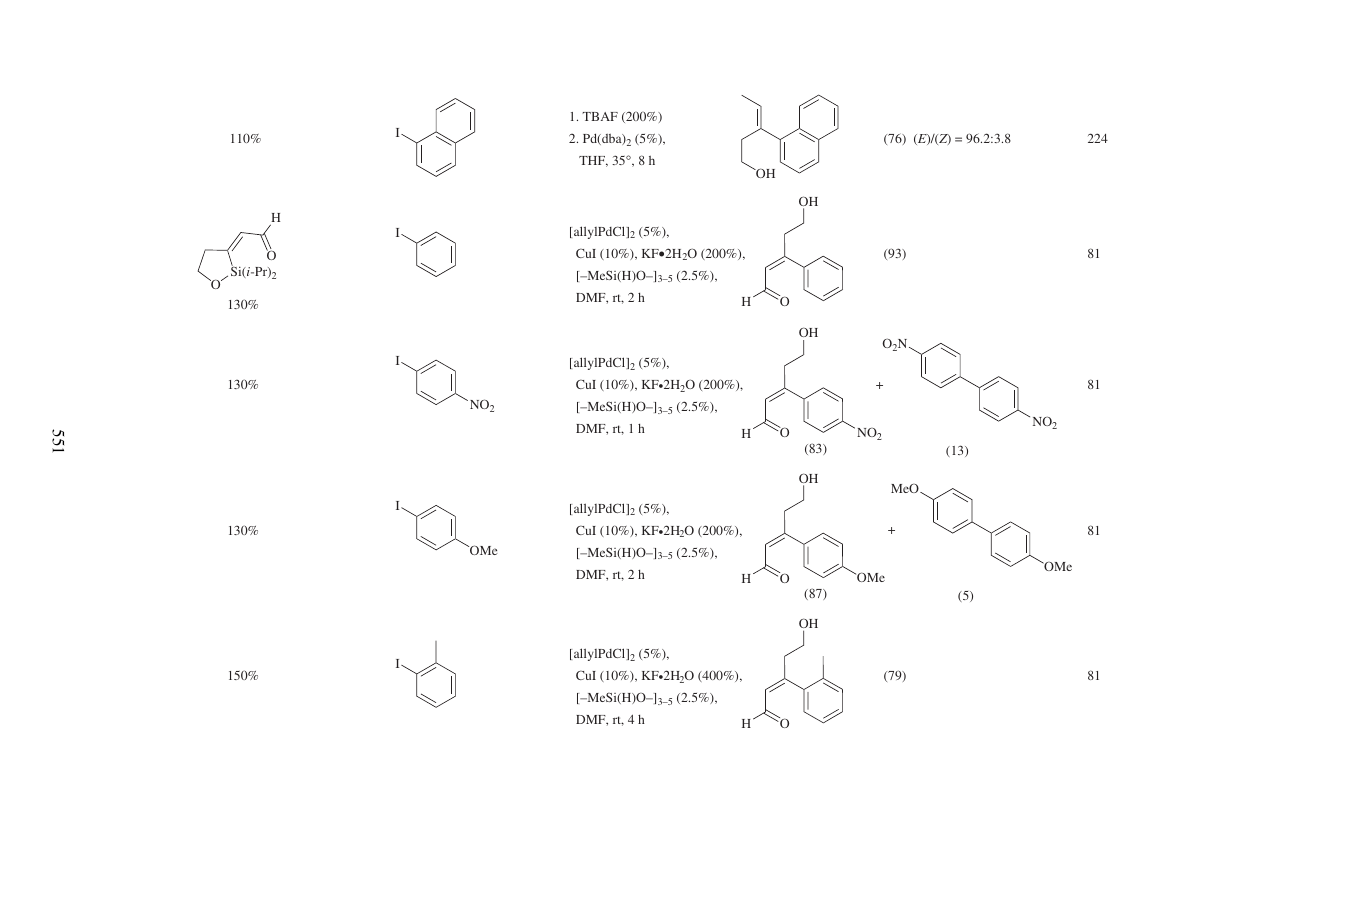 110%
I
1. TBAF (200%)
2. Pd(dba)2 (5%),
THF, 35°, 8 h
OH
(76) (E)/(Z) = 96.2:3.8
224
H
O
Si(i-Pr)2
O
130%
I
[allylPdCl]2 (5%),
CuI (10%), KF•2H2O (200%),
[–MeSi(H)O–]3–5 (2.5%),
DMF, rt, 2 h
OH
H
O
(93)
81
130%
I
NO2
[allylPdCl]2 (5%),
CuI (10%), KF•2H2O (200%),
[–MeSi(H)O–]3–5 (2.5%),
DMF, rt, 1 h
OH
H
O
NO2
(83)
+
O2N
NO2
(13)
81
551
130%
I
OMe
[allylPdCl]2 (5%),
CuI (10%), KF•2H2O (200%),
[–MeSi(H)O–]3–5 (2.5%),
DMF, rt, 2 h
OH
H
O
OMe
(87)
+
MeO
OMe
(5)
81
150%
I
[allylPdCl]2 (5%),
CuI (10%), KF•2H2O (400%),
[–MeSi(H)O–]3–5 (2.5%),
DMF, rt, 4 h
OH
H
O
(79)
81